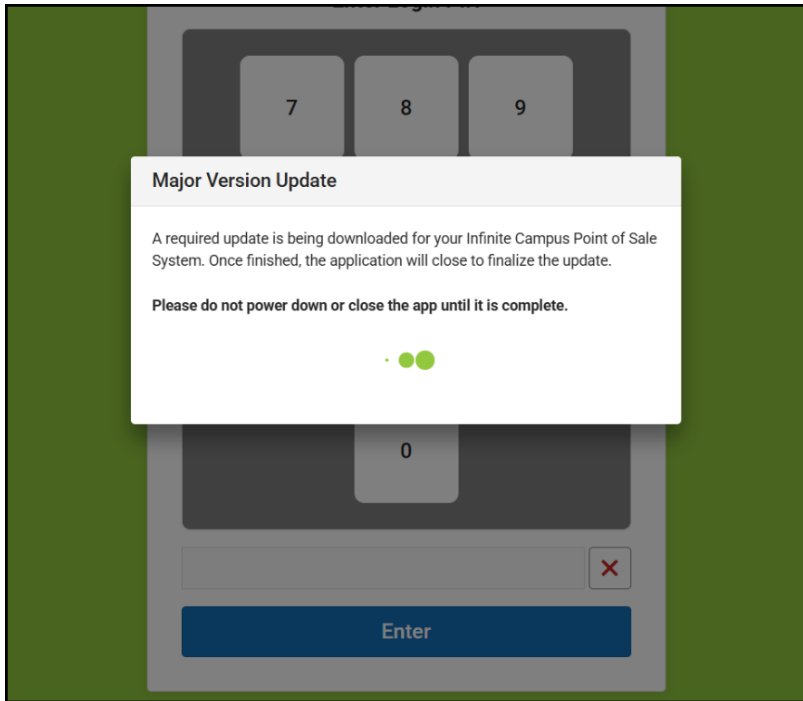 7
8
9
Major Version Update
A required update is being downloaded for your Infinite Campus Point of Sale
System. Once finished, the application will close to finalize the update.
Please do not power down or close the app until it is complete.
0
Enter